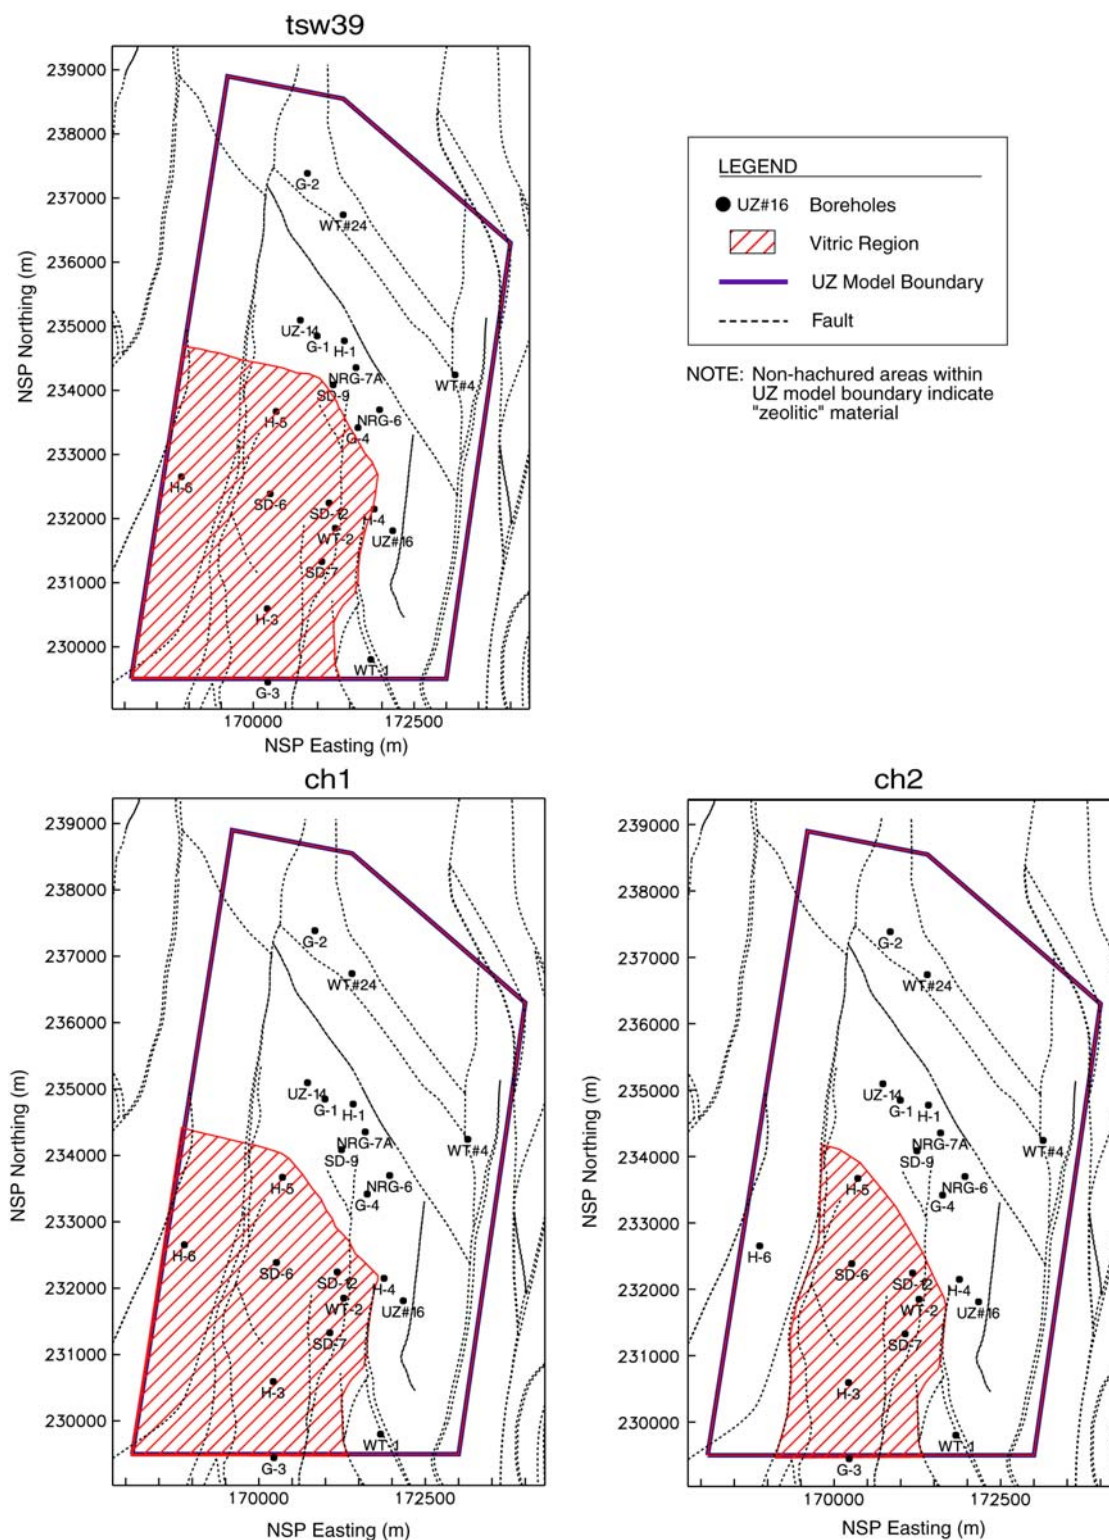 tsw39
239000
238000
237000
236000
235000
234000
233000
232000
231000
230000
NSP Northing (m)
G-2
WT#24
UZ-14
G-1
H-1
NRG-7A
WT#4
SD-9
H-5
NRG-6
G-4
H-6
SD-6
SD-12
H-4
WT-2
UZ#16
SD-7
H-3
WT-1
G-3
170000
172500
NSP Easting (m)
LEGEND
UZ#16 Boreholes
Vitric Region
UZ Model Boundary
Fault
NOTE: Non-hachured areas within
UZ model boundary indicate
"zeolitic" material
ch1
239000
238000
237000
236000
235000
234000
233000
232000
231000
230000
NSP Northing (m)
G-2
WT#24
UZ-14
G-1
H-1
NRG-7A
WT#4
SD-9
H-5
NRG-6
G-4
H-6
SD-6
SD-12
H-4
WT-2
UZ#16
SD-7
H-3
WT-1
G-3
170000
172500
NSP Easting (m)
ch2
239000
238000
237000
236000
235000
234000
233000
232000
231000
230000
NSP Northing (m)
G-2
WT#24
UZ-14
G-1
H-1
NRG-7A
WT#4
SD-9
H-5
NRG-6
G-4
H-6
SD-6
SD-12
H-4
WT-2
UZ#16
SD-7
H-3
WT-1
G-3
170000
172500
NSP Easting (m)